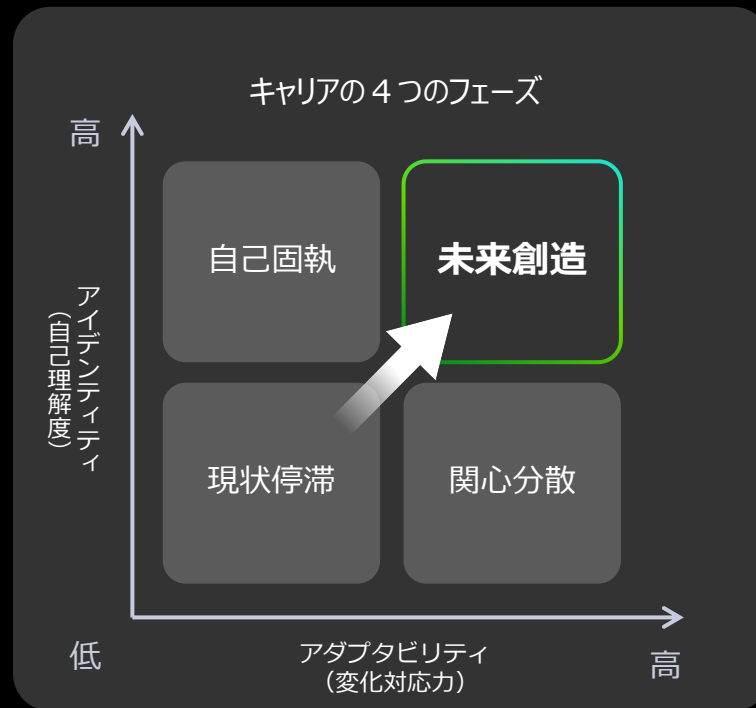 キャリアの４つのフェーズ
高
アイデンティティ
（自己理解度）
自己固執
未来創造
現状停滞
関心分散
低
アダプタビリティ
（変化対応力）
高